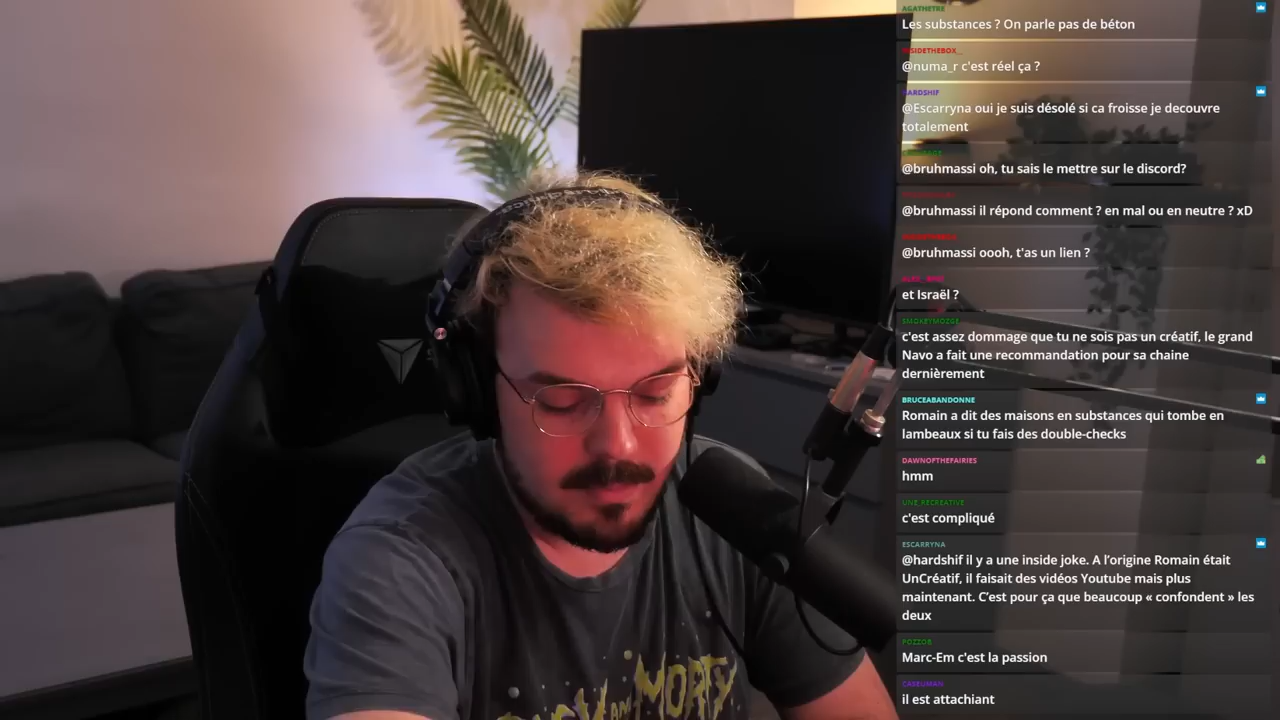 AGATHETRE
Les substances ? On parle pas de béton
INSIDETHEBOX_
@numa_r c'est réel ça ?
HARDSHIF
@Escarryna oui je suis désolé si ca froisse je decouvre
totalement
@bruhmassi oh, tu sais le mettre sur le discord?
@bruhmassi il répond comment ? en mal ou en neutre ? xD
@bruhmassi oooh, t'as un lien ?
et Israël ?
SMOKEYMOZGE
c'est assez dommage que tu ne sois pas un créatif, le grand
Navo a fait une recommandation pour sa chaine
dernièrement
BRUCEABANDONNE
Romain a dit des maisons en substances qui tombe en
lambeaux si tu fais des double-checks
DAWNOFTHEFAIRIES
hmm
UNE_RECREATIVE
c'est compliqué
ESCARRYNA
@hardshif il y a une inside joke. A l'origine Romain était
UnCréatif, il faisait des vidéos Youtube mais plus
maintenant. C'est pour ça que beaucoup « confondent » les
deux
POZZOR
Marc-Em c'est la passion
CASEUMAN
il est attachiant
RICK AND MORTY